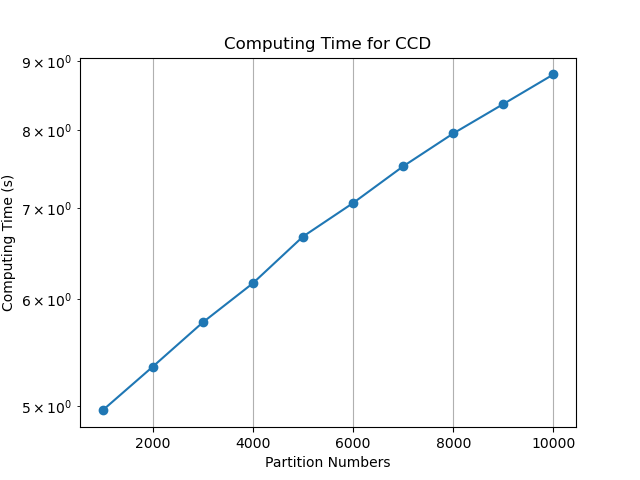 Computing Time for CCD
9 × 10⁰
8 × 10⁰
7 × 10⁰
6 × 10⁰
5 × 10⁰
Computing Time (s)
2000 4000 6000 8000 10000
Partition Numbers